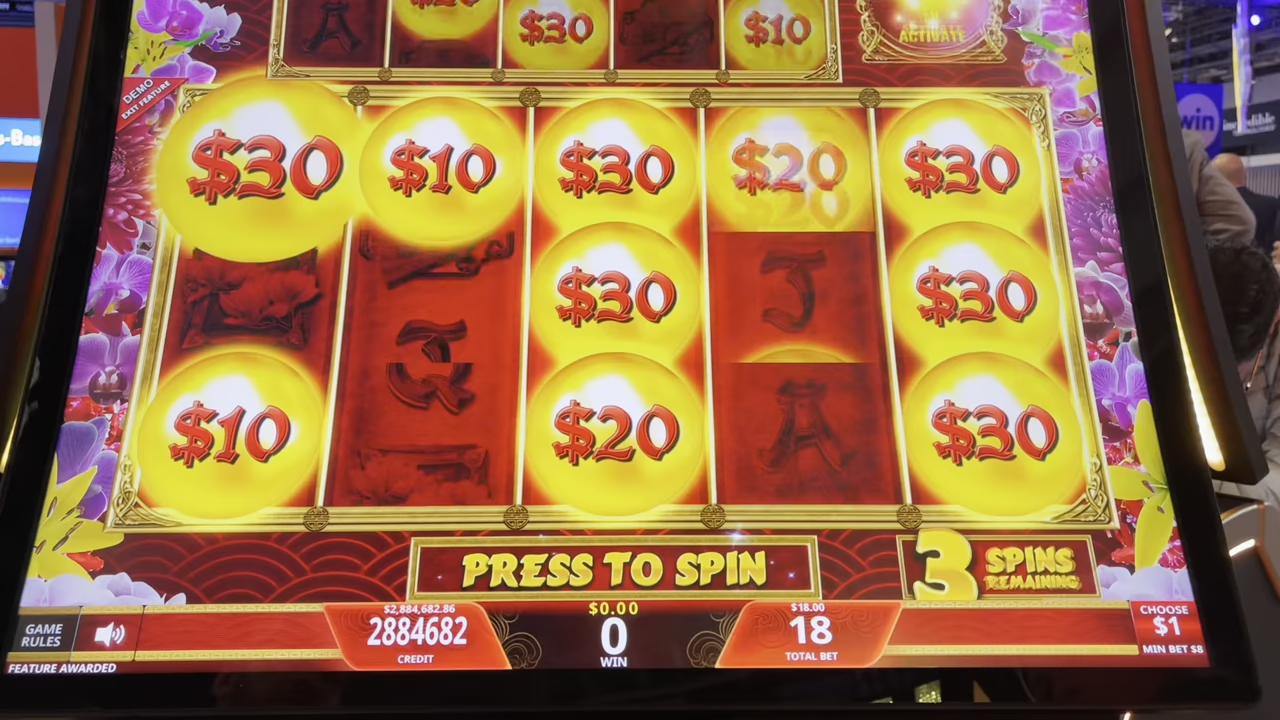 A
$30
$10
ACTIVATE
DEMO
EXIT FEATURE
$30 $10 $30 $20 $30
$30 J $30
Q
$10 $20 A $30
PRESS TO SPIN
3 SPINS
REMAINING
GAME
RULES
$2,884,682.86
2884682
CREDIT
$0.00
0
WIN
$18.00
18
TOTAL BET
CHOOSE
$1
MIN BET $8
FEATURE AWARDED
win